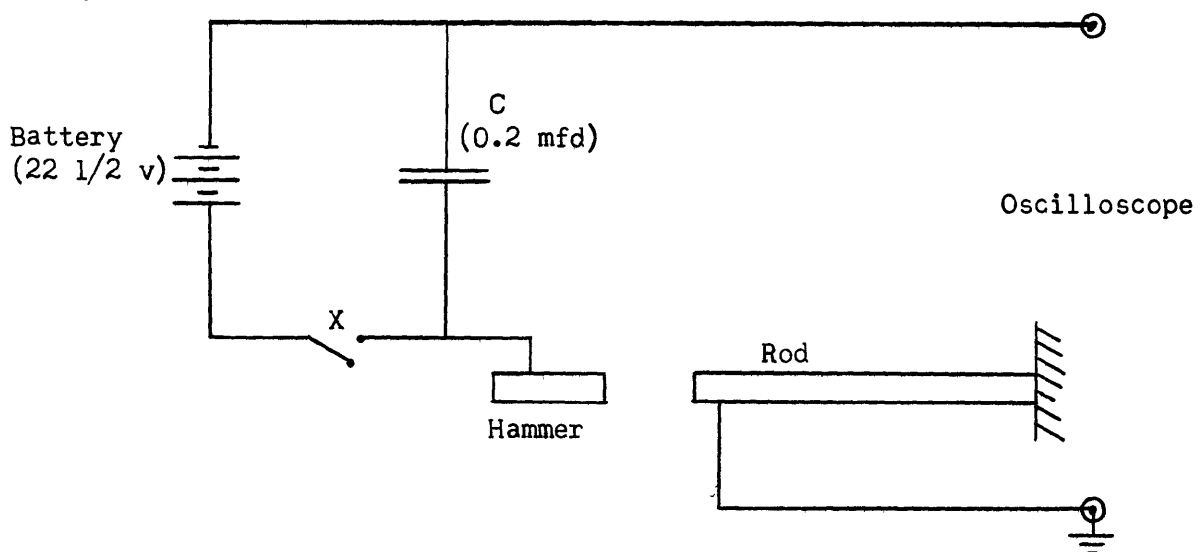 C
(0.2 mfd)
Battery
(22 1/2 v)
Oscilloscope
X
Rod
Hammer